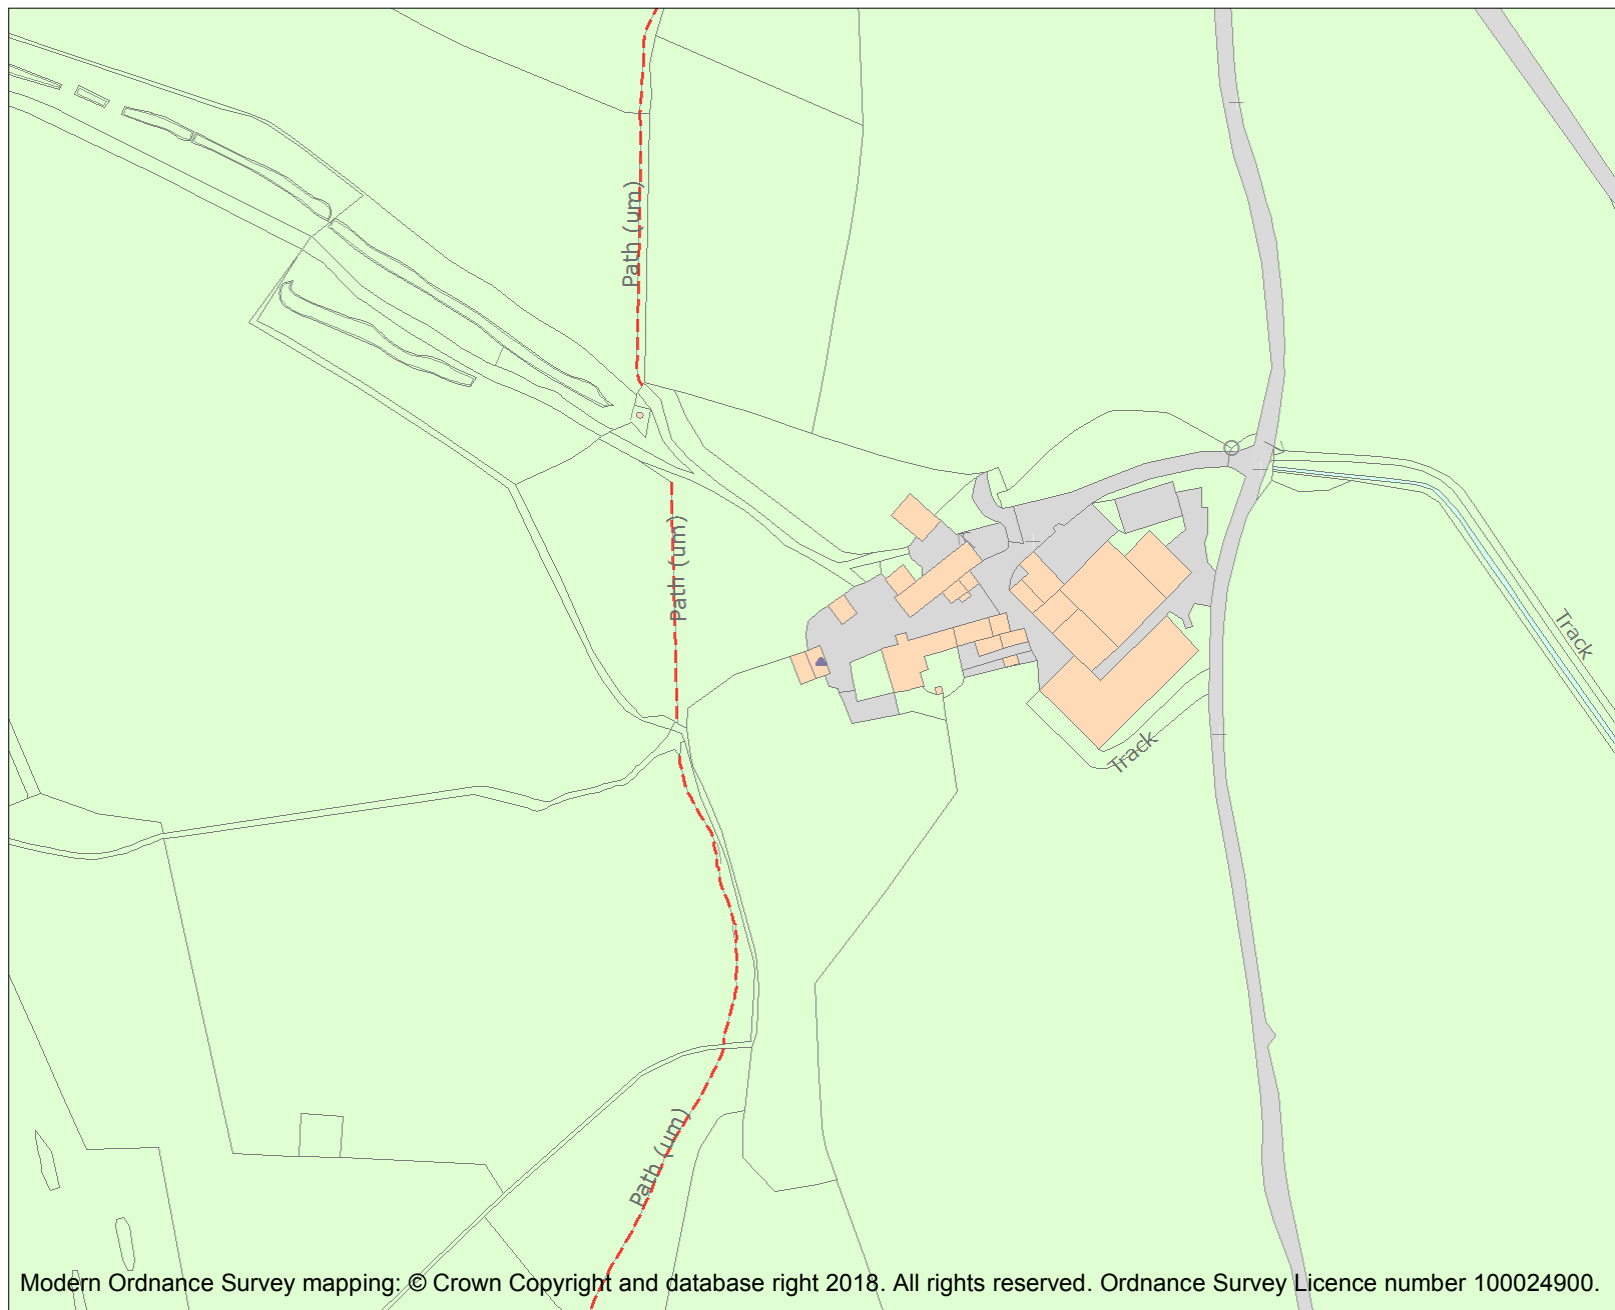 Path (um)
Path (um)
Track
Track
Path (um)
Modern Ordnance Survey mapping: © Crown Copyright and database right 2018. All rights reserved. Ordnance Survey Licence number 100024900.